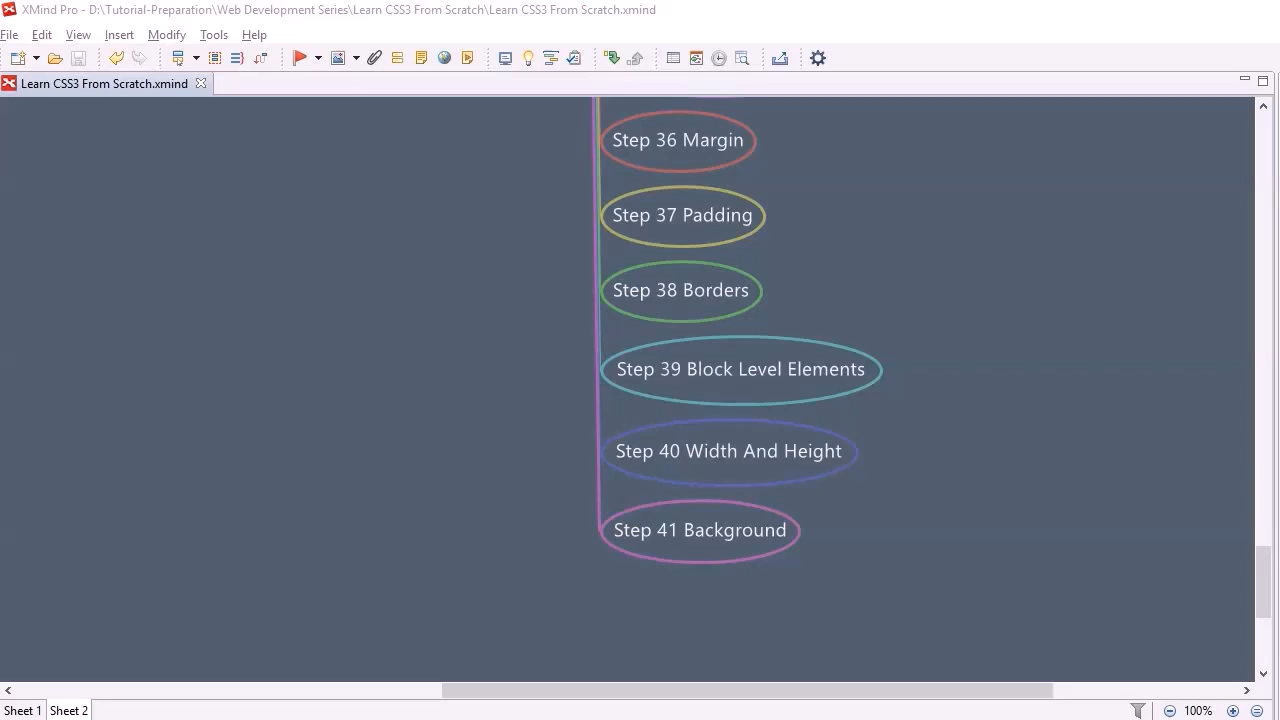 XMind Pro - D:\Tutorial-Preparation\Web Development Series\Learn CSS3 From Scratch\Learn CSS3 From Scratch.xmind
File Edit View Insert Modify Tools Help
Learn CSS3 From Scratch.xmind
Step 36 Margin
Step 37 Padding
Step 38 Borders
Step 39 Block Level Elements
Step 40 Width And Height
Step 41 Background
Sheet 1 Sheet 2 100%